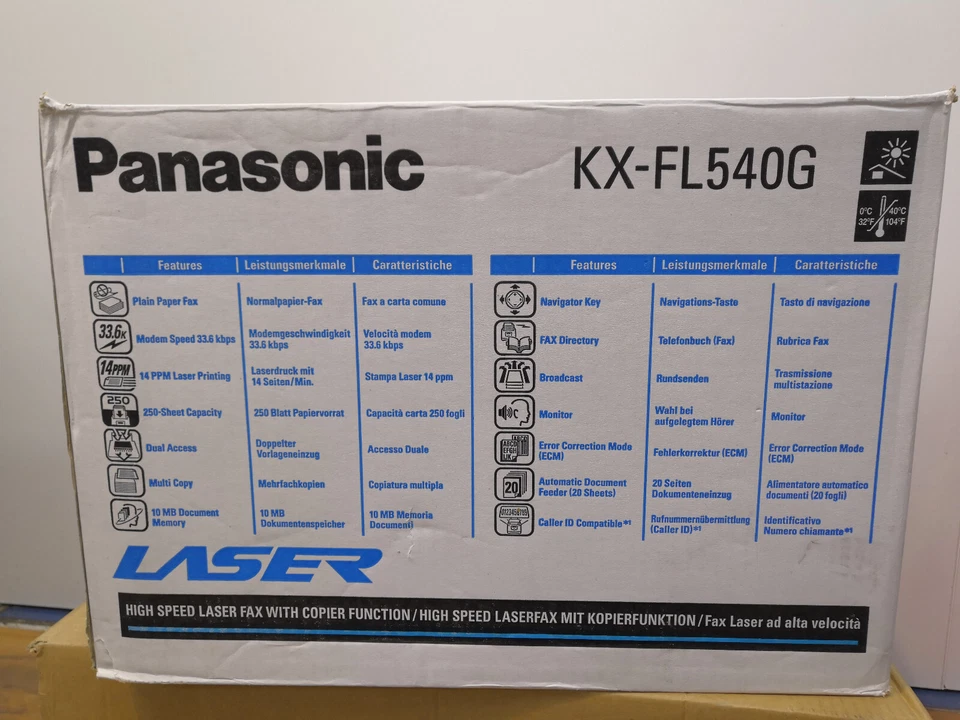 Panasonic
KX-FL540G
0°C 40°C
32°F 104°F
Features Leistungsmerkmale Caratteristiche
Plain Paper Fax Normalpapier-Fax Fax a carta comune
33.6K
Modem Speed 33.6 kbps Modemgeschwindigkeit Velocità modem
33.6 kbps 33.6 kbps
14PPM
14 PPM Laser Printing Laserdruck mit Stampa Laser 14 ppm
14 Seiten/Min.
250
250-Sheet Capacity 250 Blatt Papiervorrat Capacità carta 250 fogli
Dual Access Doppelter Accesso Duale
Vorlageneinzug
Multi Copy Mehrfachkopien Copiatura multipla
10 MB Document 10 MB 10 MB Memoria
Memory Dokumentenspeicher Documenti
Features Leistungsmerkmale Caratteristiche
Navigator Key Navigations-Taste Tasto di navigazione
FAX Directory Telefonbuch (Fax) Rubrica Fax
Broadcast Rundsenden Trasmissione
multistazione
Monitor Wahl bei Monitor
aufgelegtem Hörer
Error Correction Mode Fehlerkorrektur (ECM) Error Correction Mode
(ECM) (ECM)
20
Automatic Document 20 Seiten Alimentatore automatico
Feeder (20 Sheets) Dokumenteneinzug documenti (20 fogli)
Caller ID Compatible*1 Rufnummernübermittlung Identificativo
(Caller ID)*1 Numero chiamante*1
LASER
HIGH SPEED LASER FAX WITH COPIER FUNCTION/HIGH SPEED LASERFAX MIT KOPIERFUNKTION/Fax Laser ad alta velocità